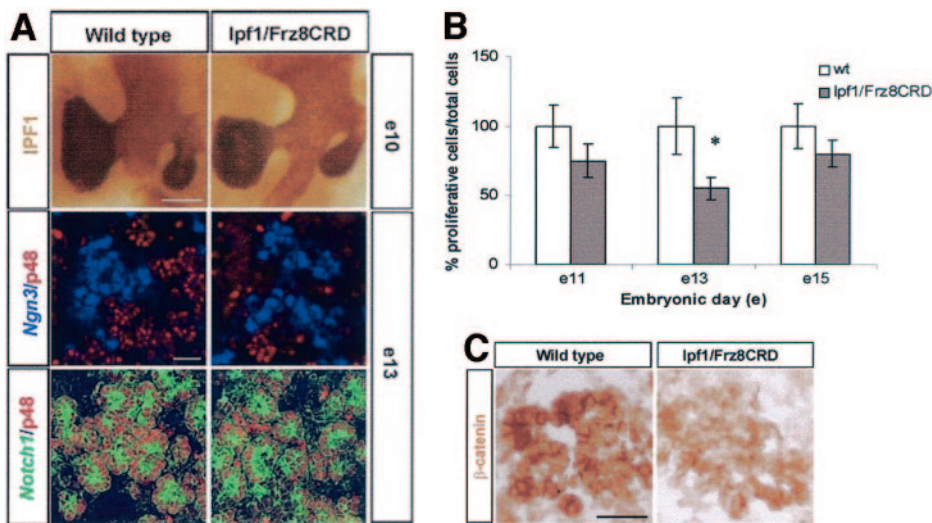 A
Wild type
Ipf1/Frz8CRD
IPF1
e10
Ngn3/p48
Notch1/p48
e13
B
% proliferative cells/total cells
150
100
50
0
wt
Ipf1/Frz8CRD
*
e11
e13
e15
Embryonic day (e)
C
Wild type
Ipf1/Frz8CRD
β-catenin